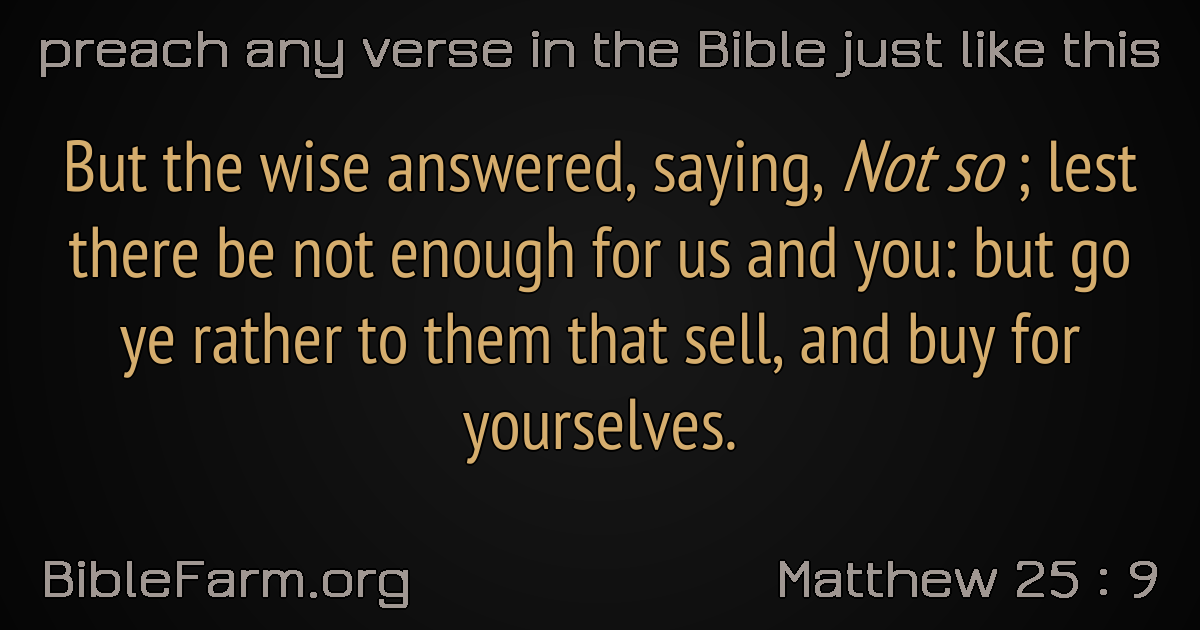 preach any verse in the Bible just like this
But the wise answered, saying, Not so ; lest
there be not enough for us and you: but go
ye rather to them that sell, and buy for
yourselves.
BibleFarm.org
Matthew 25 : 9